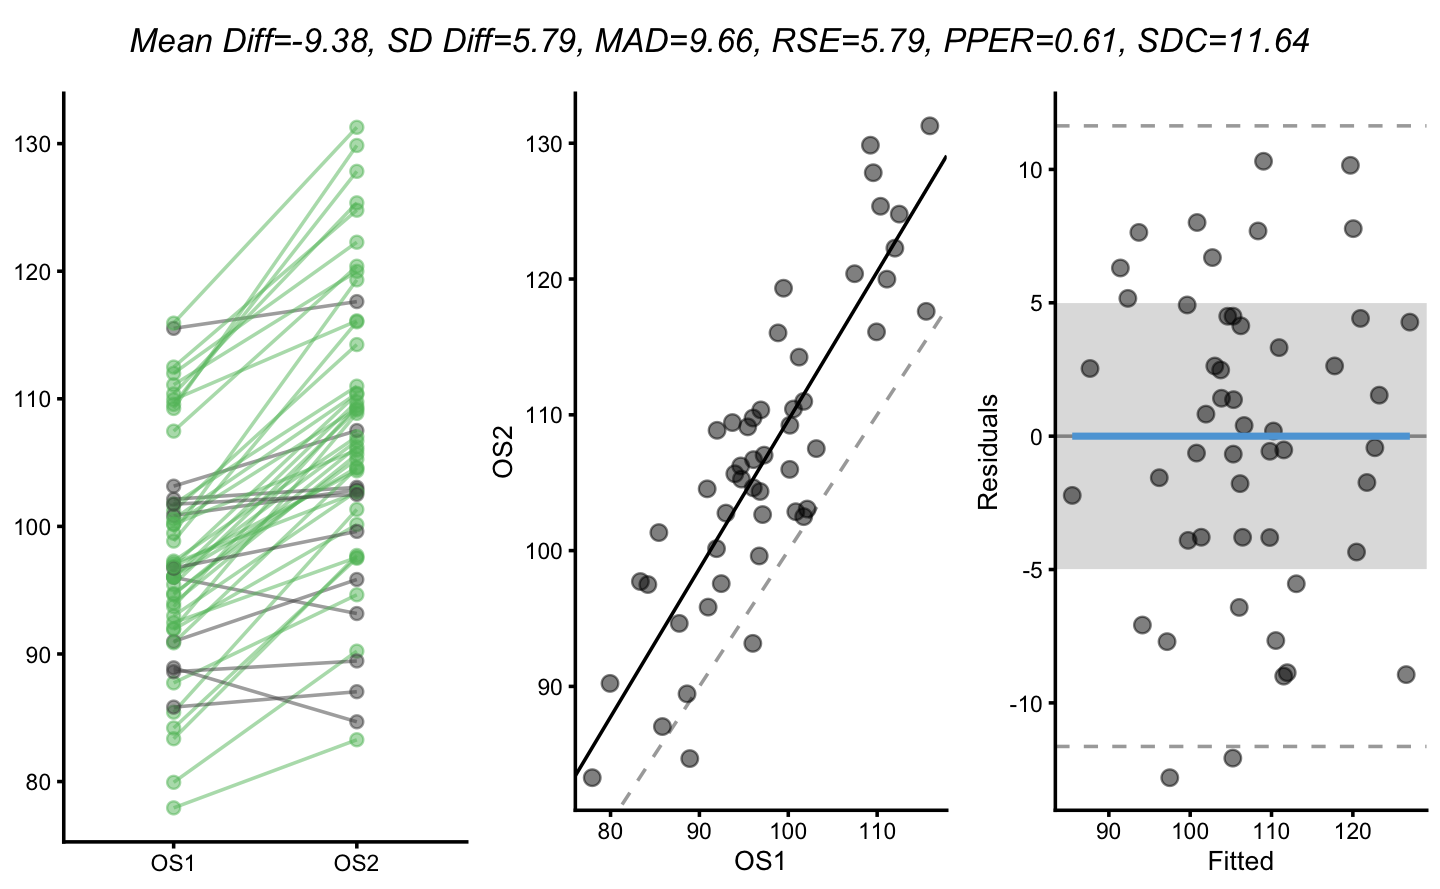 Mean Diff=-9.38, SD Diff=5.79, MAD=9.66, RSE=5.79, PPER=0.61, SDC=11.64
130
120
110
100
90
80
OS1 OS2
OS2
130
120
110
100
90
80 90 100 110
OS1
Residuals
10
5
0
-5
-10
90 100 110 120
Fitted